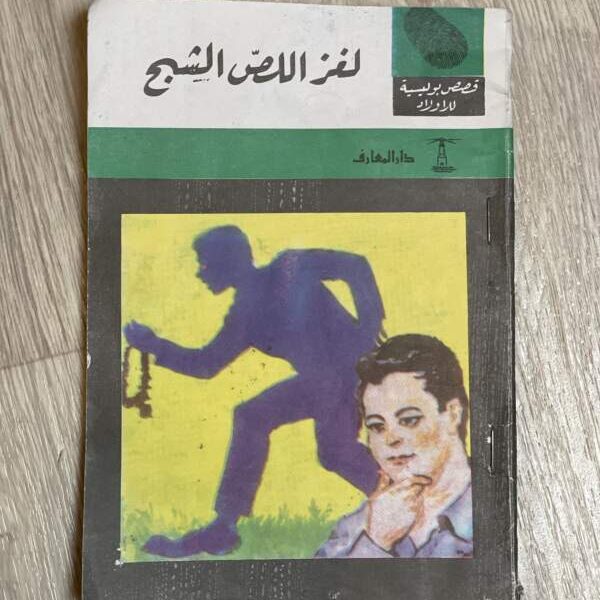 لغز اللص الشبح
قصص بوليسية
للأولاد
دار المعارف